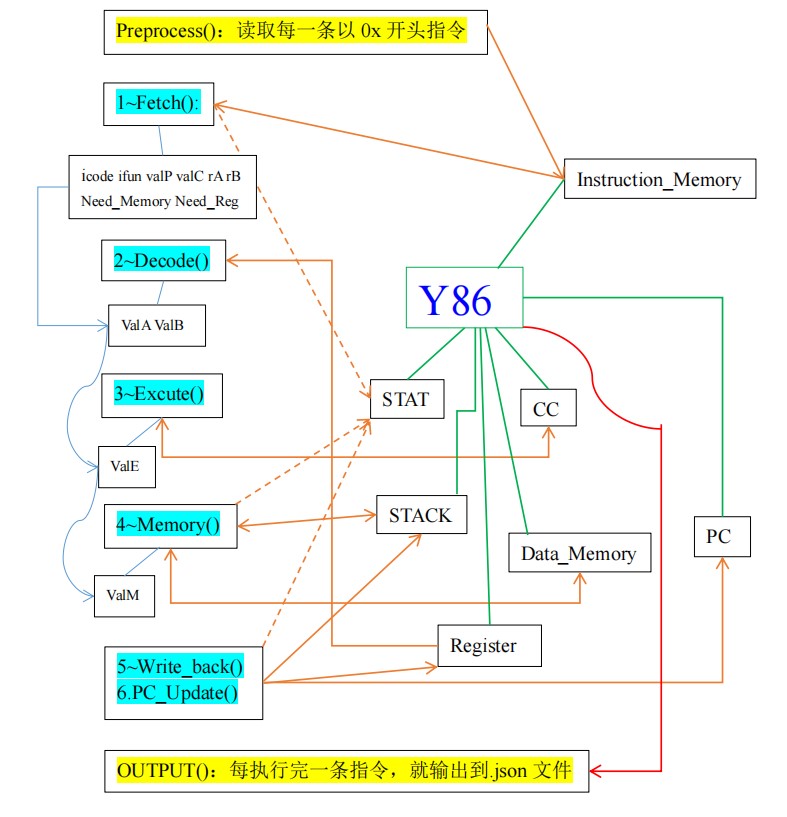 Preprocess()：读取每一条以 0x 开头指令
1~Fetch():
icode ifun valP valC rA rB
Need_Memory Need_Reg
Instruction_Memory
2~Decode()
Y86
ValA ValB
3~Excute()
STAT
CC
ValE
4~Memory()
STACK
PC
Data_Memory
ValM
Register
5~Write_back()
6.PC_Update()
OUTPUT()：每执行完一条指令，就输出到.json 文件